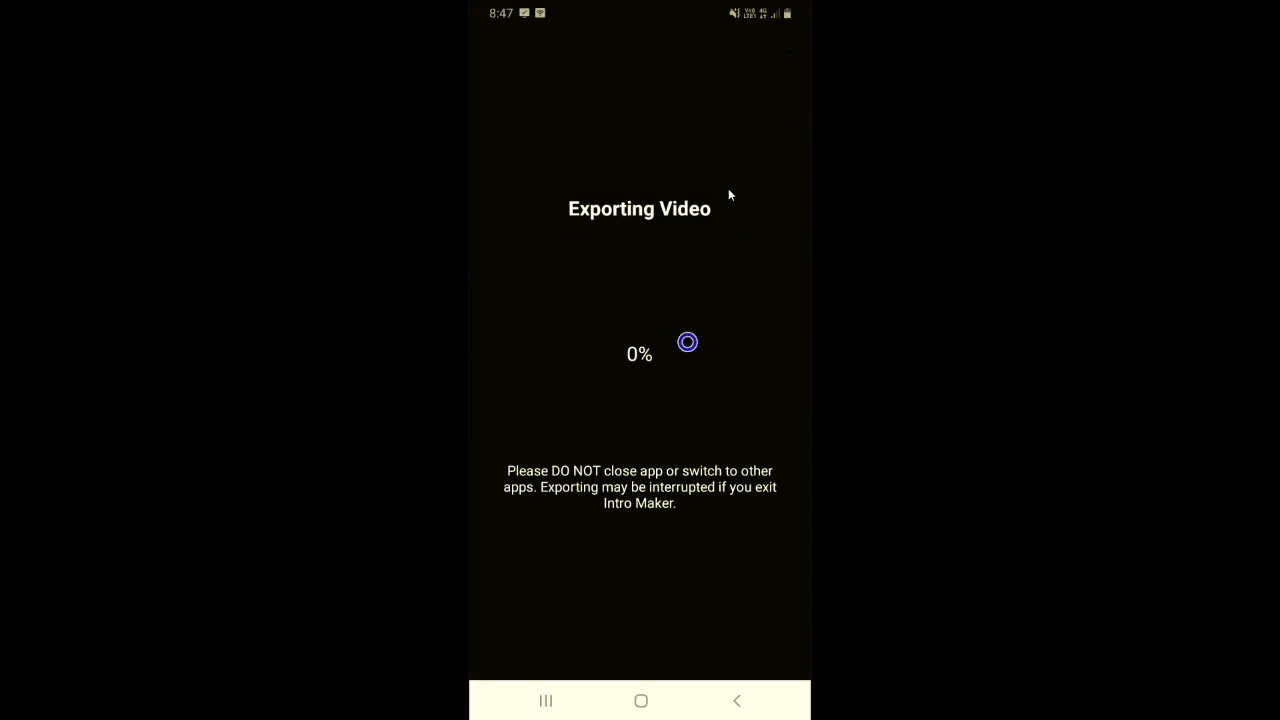 8:47
Exporting Video
0%
Please DO NOT close app or switch to other
apps. Exporting may be interrupted if you exit
Intro Maker.